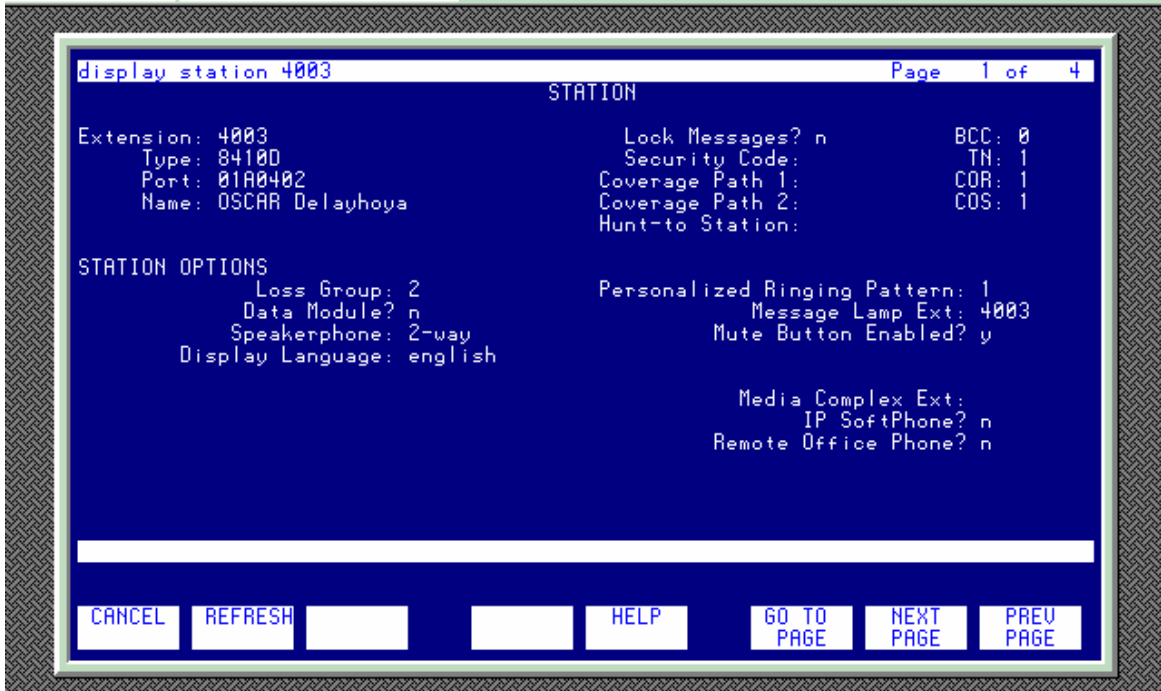 display station 4003 Page 1 of 4
STATION
Extension: 4003 Lock Messages? n BCC: 0
Type: 8410D Security Code: TN: 1
Port: 01A0402 Coverage Path 1: COR: 1
Name: OSCAR Delayhoya Coverage Path 2: COS: 1
Hunt-to Station:
STATION OPTIONS
Loss Group: 2 Personalized Ringing Pattern: 1
Data Module? n Message Lamp Ext: 4003
Speakerphone: 2-way Mute Button Enabled? y
Display Language: english
Media Complex Ext:
IP SoftPhone? n
Remote Office Phone? n
CANCEL REFRESH HELP GO TO PAGE NEXT PAGE PREV PAGE